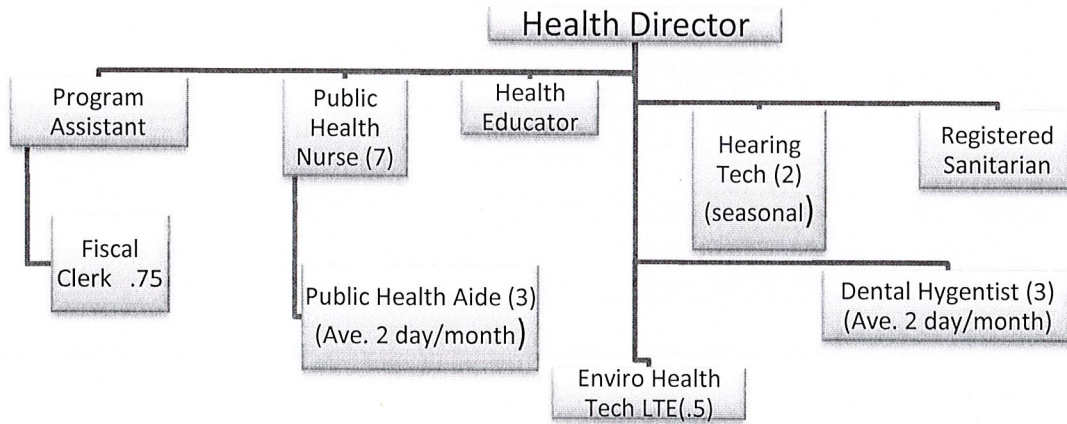 Health Director
Program
Assistant
Public
Health
Nurse (7)
Health
Educator
Hearing
Tech (2)
(seasonal)
Registered
Sanitarian
Fiscal
Clerk .75
Public Health Aide (3)
(Ave. 2 day/month)
Dental Hygentist (3)
(Ave. 2 day/month)
Enviro Health
Tech LTE(.5)